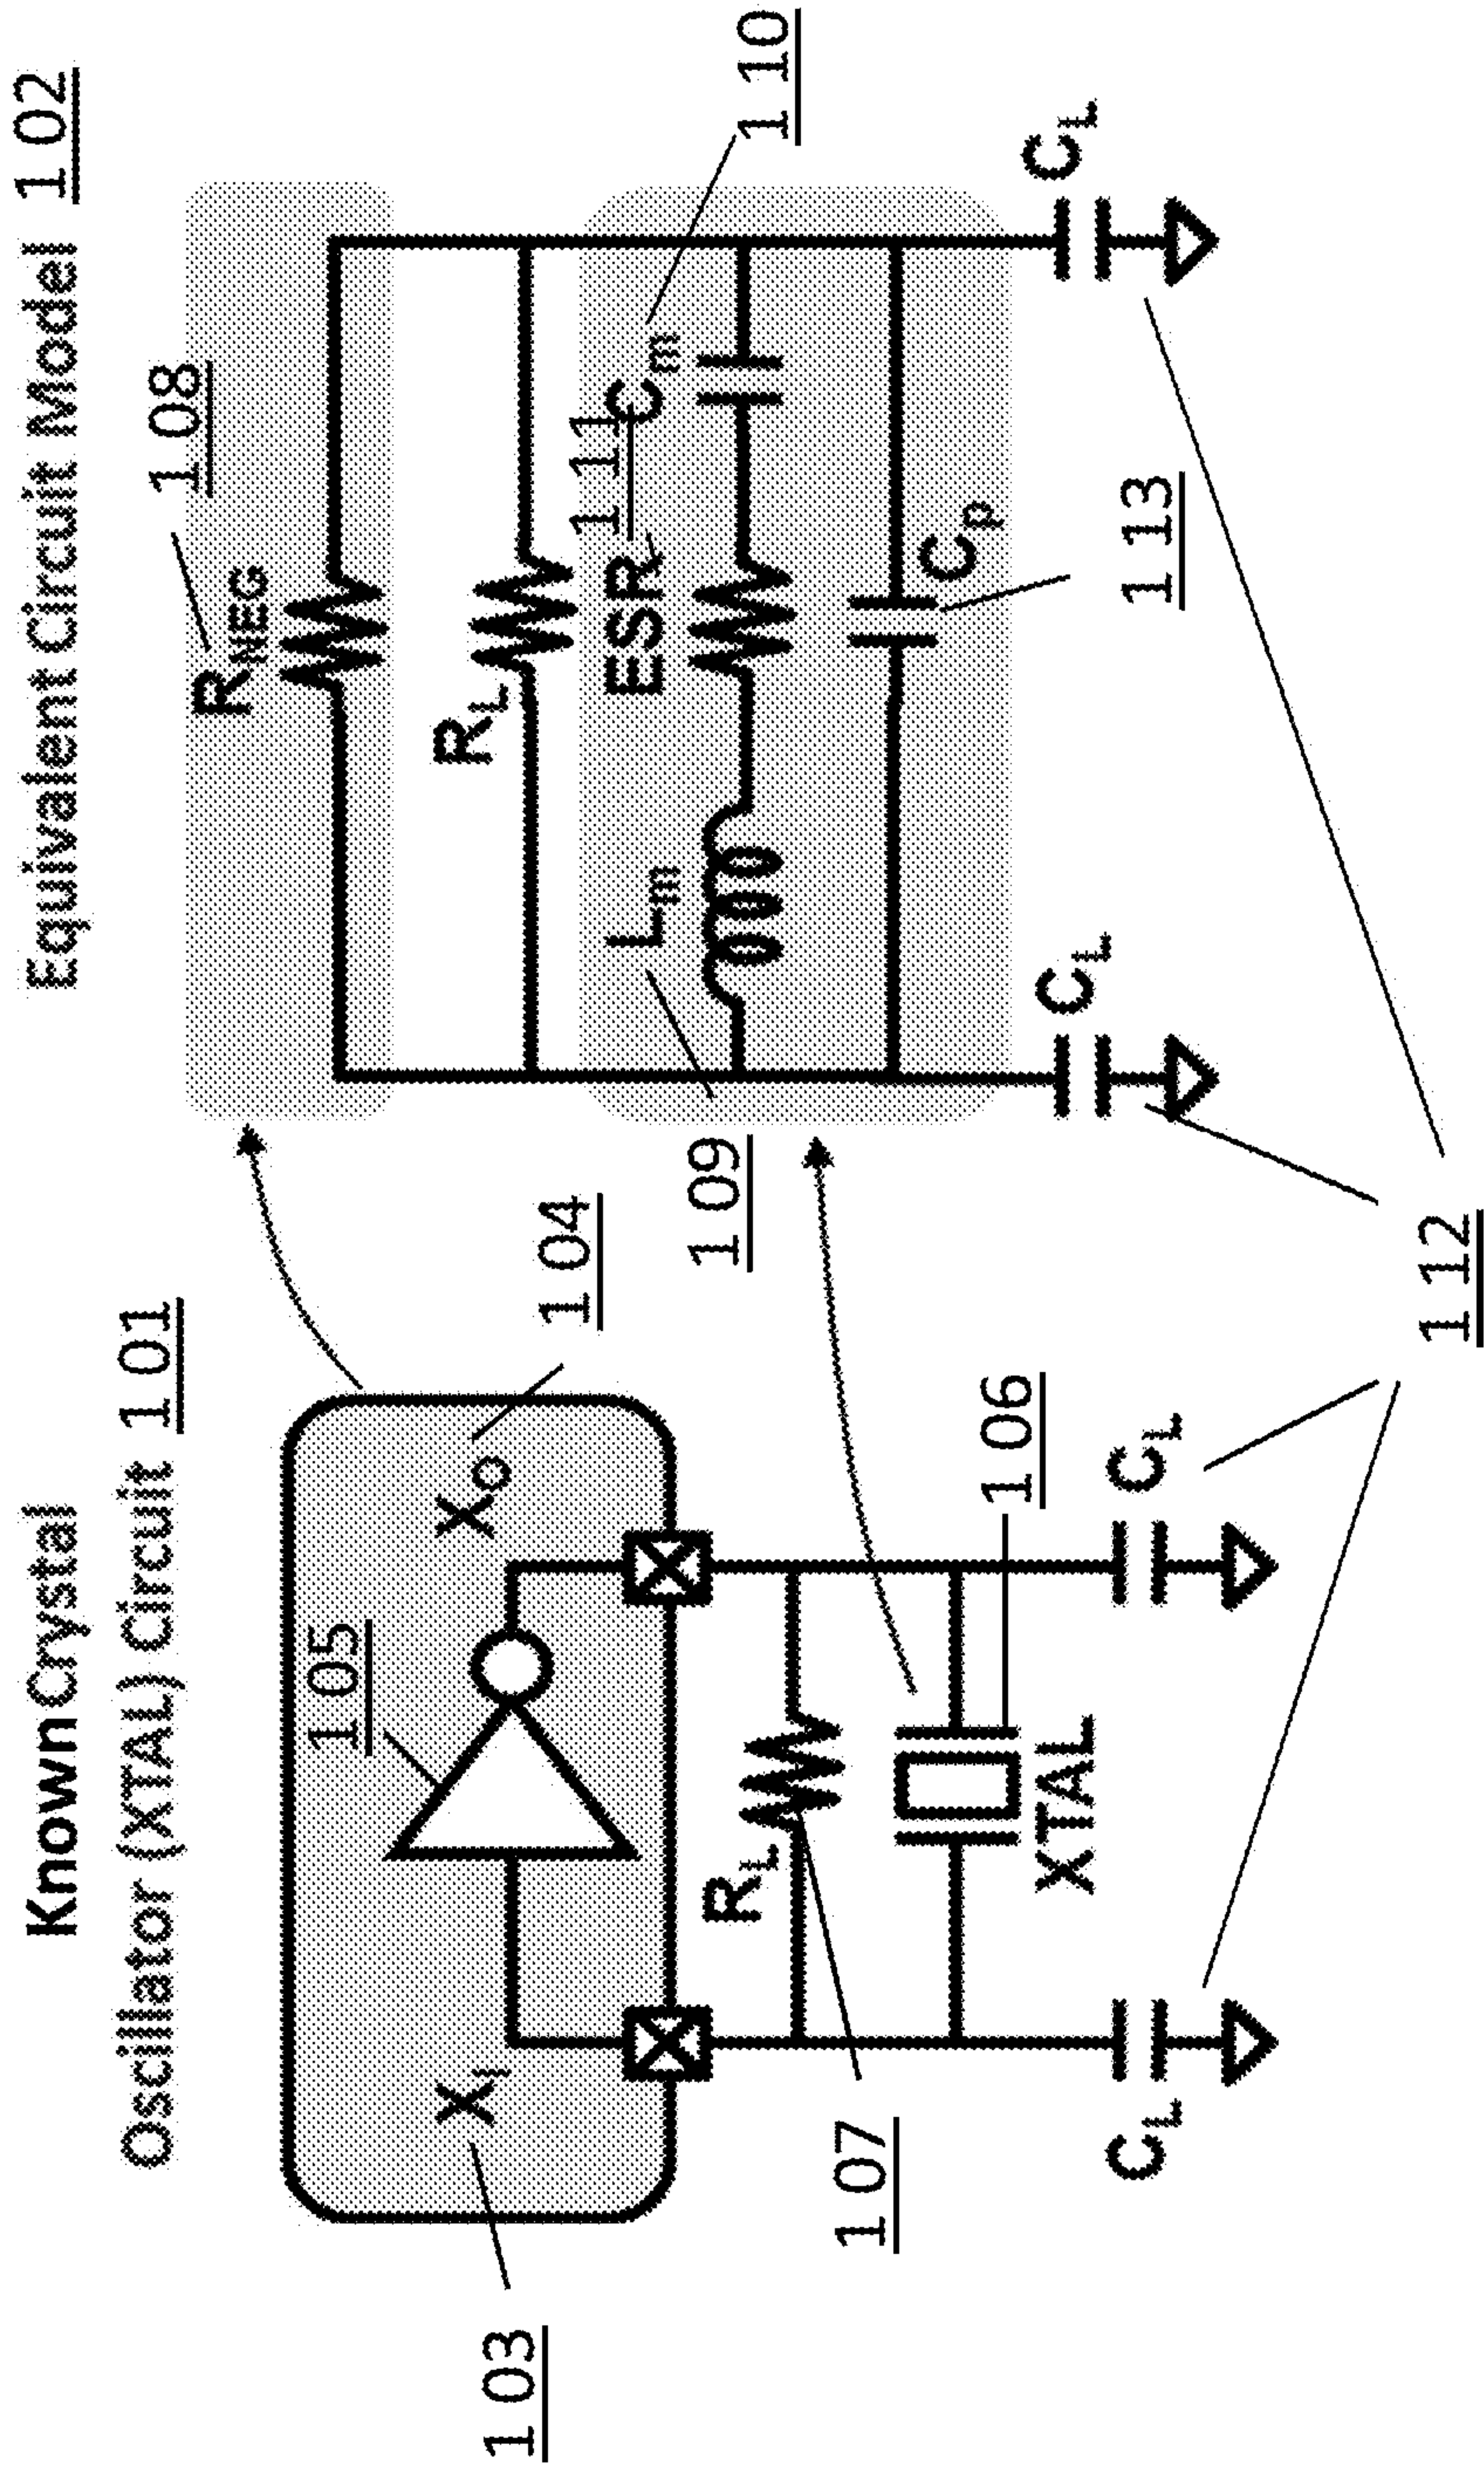 Known Crystal
Oscillator (XTAL) Circuit 101
103
XI
105
XO
104
RL
107
XTAL
106
CL
CL
112
Equivalent Circuit Model 102
108
RNEG
RL
109
Lm
ESR
111
Cm
110
Cp
113
CL
CL